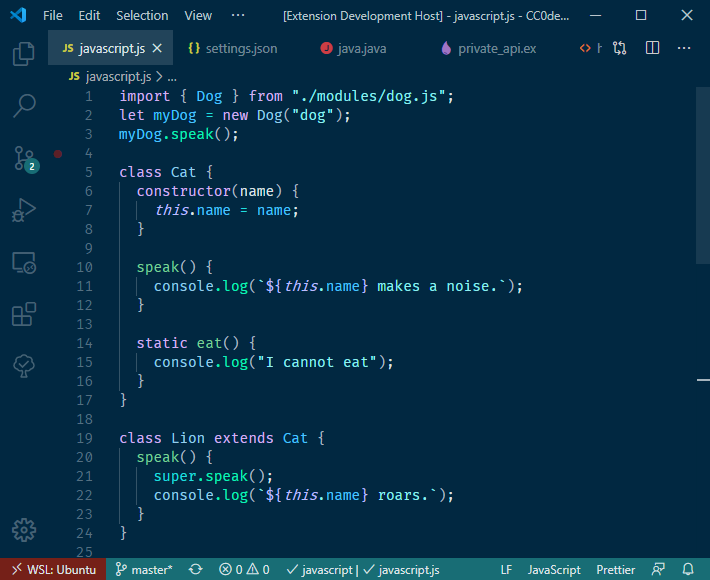 File Edit Selection View ··· [Extension Development Host] - javascript.js - CC0de...
JS javascript.js × {} settings.json java.java private_api.ex
JS javascript.js > ...
1 import { Dog } from "./modules/dog.js";
2 let myDog = new Dog("dog");
3 myDog.speak();
4
5 class Cat {
6 constructor(name) {
7 this.name = name;
8 }
9
10 speak() {
11 console.log(`${this.name} makes a noise.`);
12 }
13
14 static eat() {
15 console.log("I cannot eat");
16 }
17 }
18
19 class Lion extends Cat {
20 speak() {
21 super.speak();
22 console.log(`${this.name} roars.`);
23 }
24 }
25
2
WSL: Ubuntu master* 0 0 javascript | javascript.js LF JavaScript Prettier